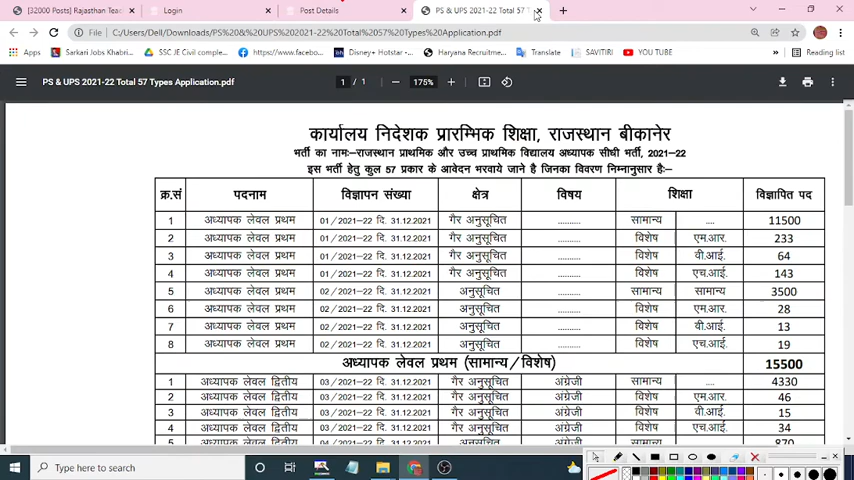 [32000 Posts] Rajasthan Teac
Login
Post Details
PS & UPS 2021-22 Total 57 T
File | C:/Users/Dell/Downloads/PS%20&%20UPS%202021-22%20Total%2057%20Types%20Application.pdf
Apps
Sarkari Jobs Khabri...
SSC JE Civil comple...
https://www.facebo...
Disney+ Hotstar -...
Haryana Recruitme...
SAVITIRI
YOU TUBE
Reading list
PS & UPS 2021-22 Total 57 Types Application.pdf
1 / 1
175%
कार्यालय निदेशक प्रारम्भिक शिक्षा, राजस्थान बीकानेर
भर्ती का नामः–राजस्थान प्राथमिक और उच्च प्राथमिक विद्यालय अध्यापक सीधी भर्ती, 2021–22
इस भर्ती हेतु कुल 57 प्रकार के आवेदन भरवाये जाने है जिनका विवरण निम्नानुसार हैः–
क्र.सं पदनाम विज्ञापन संख्या क्षेत्र विषय शिक्षा विज्ञापित पद
1 अध्यापक लेवल प्रथम 01/2021–22 दि. 31.12.2021 गैर अनुसूचित .......... सामान्य .... 11500
2 अध्यापक लेवल प्रथम 01/2021–22 दि. 31.12.2021 गैर अनुसूचित .......... विशेष एम.आर. 233
3 अध्यापक लेवल प्रथम 01/2021–22 दि. 31.12.2021 गैर अनुसूचित .......... विशेष वी.आई. 64
4 अध्यापक लेवल प्रथम 01/2021–22 दि. 31.12.2021 गैर अनुसूचित .......... विशेष एच.आई. 143
5 अध्यापक लेवल प्रथम 02/2021–22 दि. 31.12.2021 अनुसूचित .......... सामान्य सामान्य 3500
6 अध्यापक लेवल प्रथम 02/2021–22 दि. 31.12.2021 अनुसूचित .......... विशेष एम.आर. 28
7 अध्यापक लेवल प्रथम 02/2021–22 दि. 31.12.2021 अनुसूचित .......... विशेष वी.आई. 13
8 अध्यापक लेवल प्रथम 02/2021–22 दि. 31.12.2021 अनुसूचित .......... विशेष एच.आई. 19
अध्यापक लेवल प्रथम (सामान्य/विशेष) 15500
1 अध्यापक लेवल द्वितीय 03/2021–22 दि. 31.12.2021 गैर अनुसूचित अंग्रेजी सामान्य .... 4330
2 अध्यापक लेवल द्वितीय 03/2021–22 दि. 31.12.2021 गैर अनुसूचित अंग्रेजी विशेष एम.आर. 46
3 अध्यापक लेवल द्वितीय 03/2021–22 दि. 31.12.2021 गैर अनुसूचित अंग्रेजी विशेष वी.आई. 15
4 अध्यापक लेवल द्वितीय 03/2021–22 दि. 31.12.2021 गैर अनुसूचित अंग्रेजी विशेष एच.आई. 34
5 अध्यापक लेवल द्वितीय 04/2021–22 दि. 31.12.2021 अनुसूचित अंग्रेजी सामान्य 870
Type here to search